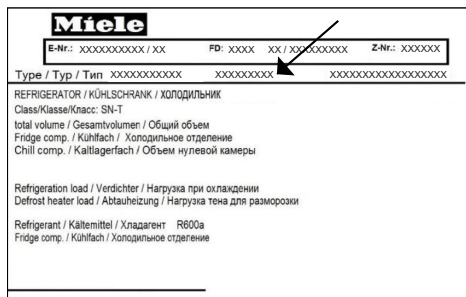 Miele
E-Nr.: XXXXXXXXXX / XX FD: XXXX XX / XXXXXXXXX Z-Nr.: XXXXXX
Type / Typ / Тип XXXXXXXXXXX XXXXXXXXX XXXXXXXXXXXXXXXXXX
REFRIGERATOR / KÜHLSCHRANK / ХОЛОДИЛЬНИК
Class/Klasse/Класс: SN-T
total volume / Gesamtvolumen / Общий объем
Fridge comp. / Kühlfach / Холодильное отделение
Chill comp. / Kaltlagerfach / Объем нулевой камеры
Refrigeration load / Verdichter / Нагрузка при охлаждении
Defrost heater load / Abtauheizung / Нагрузка тена для разморозки
Refrigerant / Kältemittel / Хладагент R600a
Fridge comp. / Kühlfach / Холодильное отделение